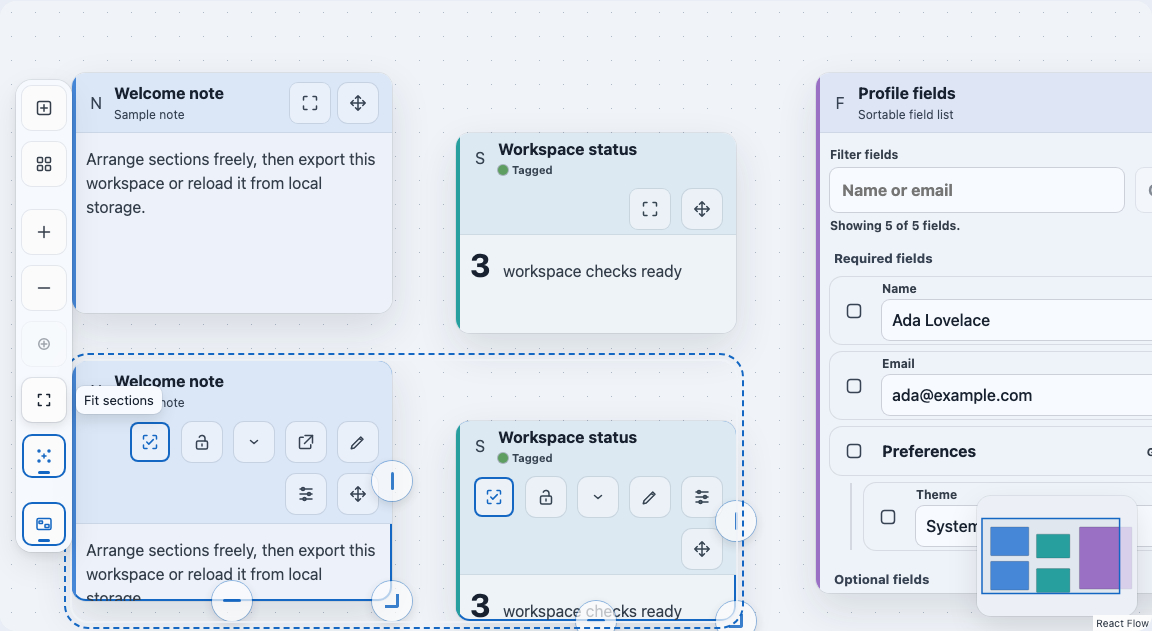 N
Welcome note
Sample note
Arrange sections freely, then export this
workspace or reload it from local
storage.
S
Workspace status
Tagged
3 workspace checks ready
F
Profile fields
Sortable field list
Filter fields
Name or email
Showing 5 of 5 fields.
Required fields
Name
Ada Lovelace
Email
ada@example.com
Preferences
Theme
System
Optional fields
Welcome note
note
Fit sections
Arrange sections freely, then export this
workspace or reload it from local
storage.
S
Workspace status
Tagged
3 workspace checks ready
React Flow